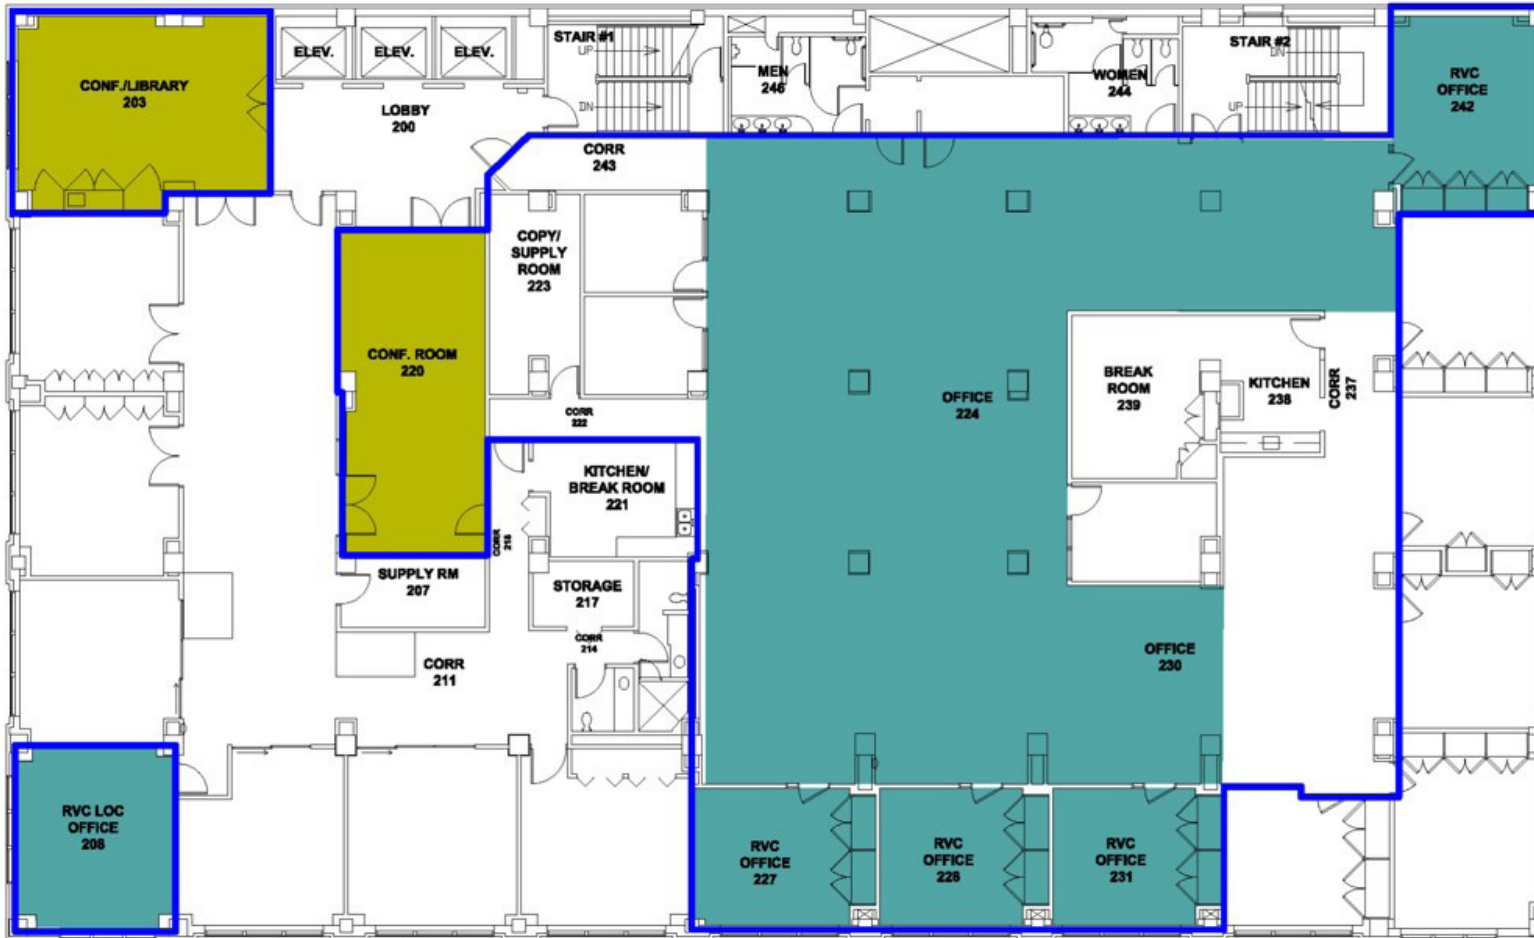 ELEV.
ELEV.
ELEV.
STAIR #1
UP
DN
MEN
246
WOMEN
244
STAIR #2
DN
UP
RVC
OFFICE
242
CONF./LIBRARY
203
LOBBY
200
CORR
243
COPY/
SUPPLY
ROOM
223
CONF. ROOM
220
CORR
222
OFFICE
224
BREAK
ROOM
239
KITCHEN
238
CORR
237
KITCHEN/
BREAK ROOM
221
CORR
218
SUPPLY RM
207
STORAGE
217
CORR
214
CORR
211
OFFICE
230
RVC LOC
OFFICE
208
RVC
OFFICE
227
RVC
OFFICE
228
RVC
OFFICE
231